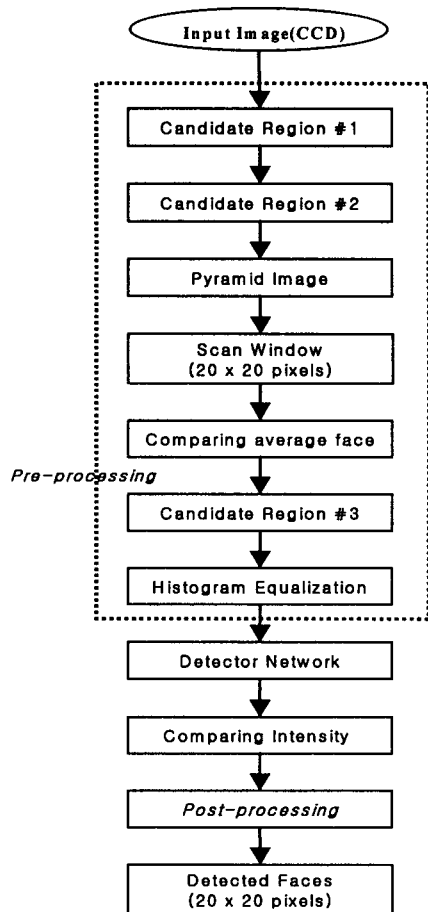 Input Image(CCD)
Candidate Region #1
Candidate Region #2
Pyramid Image
Scan Window
(20 x 20 pixels)
Comparing average face
Pre-processing
Candidate Region #3
Histogram Equalization
Detector Network
Comparing Intensity
Post-processing
Detected Faces
(20 x 20 pixels)